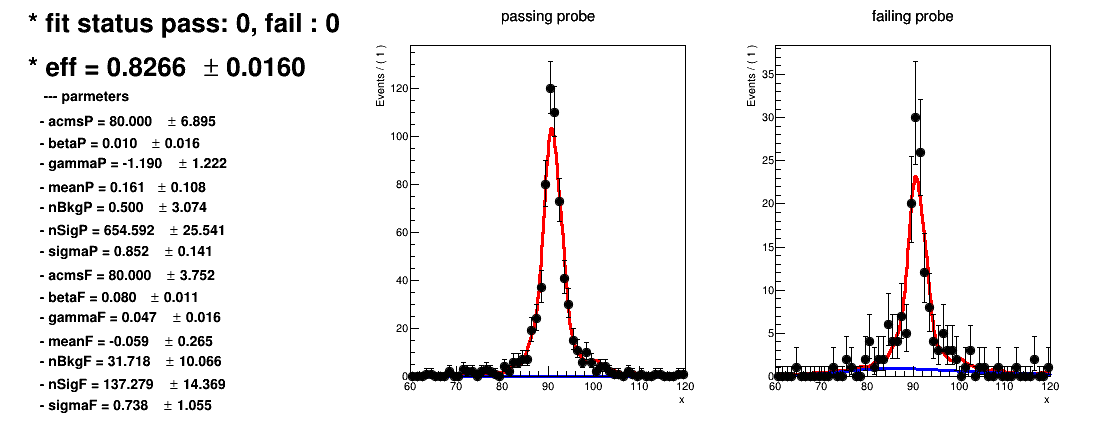 * fit status pass: 0, fail : 0
* eff = 0.8266 ± 0.0160
--- parmeters
- acmsP = 80.000 ± 6.895
- betaP = 0.010 ± 0.016
- gammaP = -1.190 ± 1.222
- meanP = 0.161 ± 0.108
- nBkgP = 0.500 ± 3.074
- nSigP = 654.592 ± 25.541
- sigmaP = 0.852 ± 0.141
- acmsF = 80.000 ± 3.752
- betaF = 0.080 ± 0.011
- gammaF = 0.047 ± 0.016
- meanF = -0.059 ± 0.265
- nBkgF = 31.718 ± 10.066
- nSigF = 137.279 ± 14.369
- sigmaF = 0.738 ± 1.055
passing probe
Events / ( 1 )
120
100
80
60
40
20
0
60 70 80 90 100 110 120
x
failing probe
Events / ( 1 )
35
30
25
20
15
10
5
0
60 70 80 90 100 110 120
x